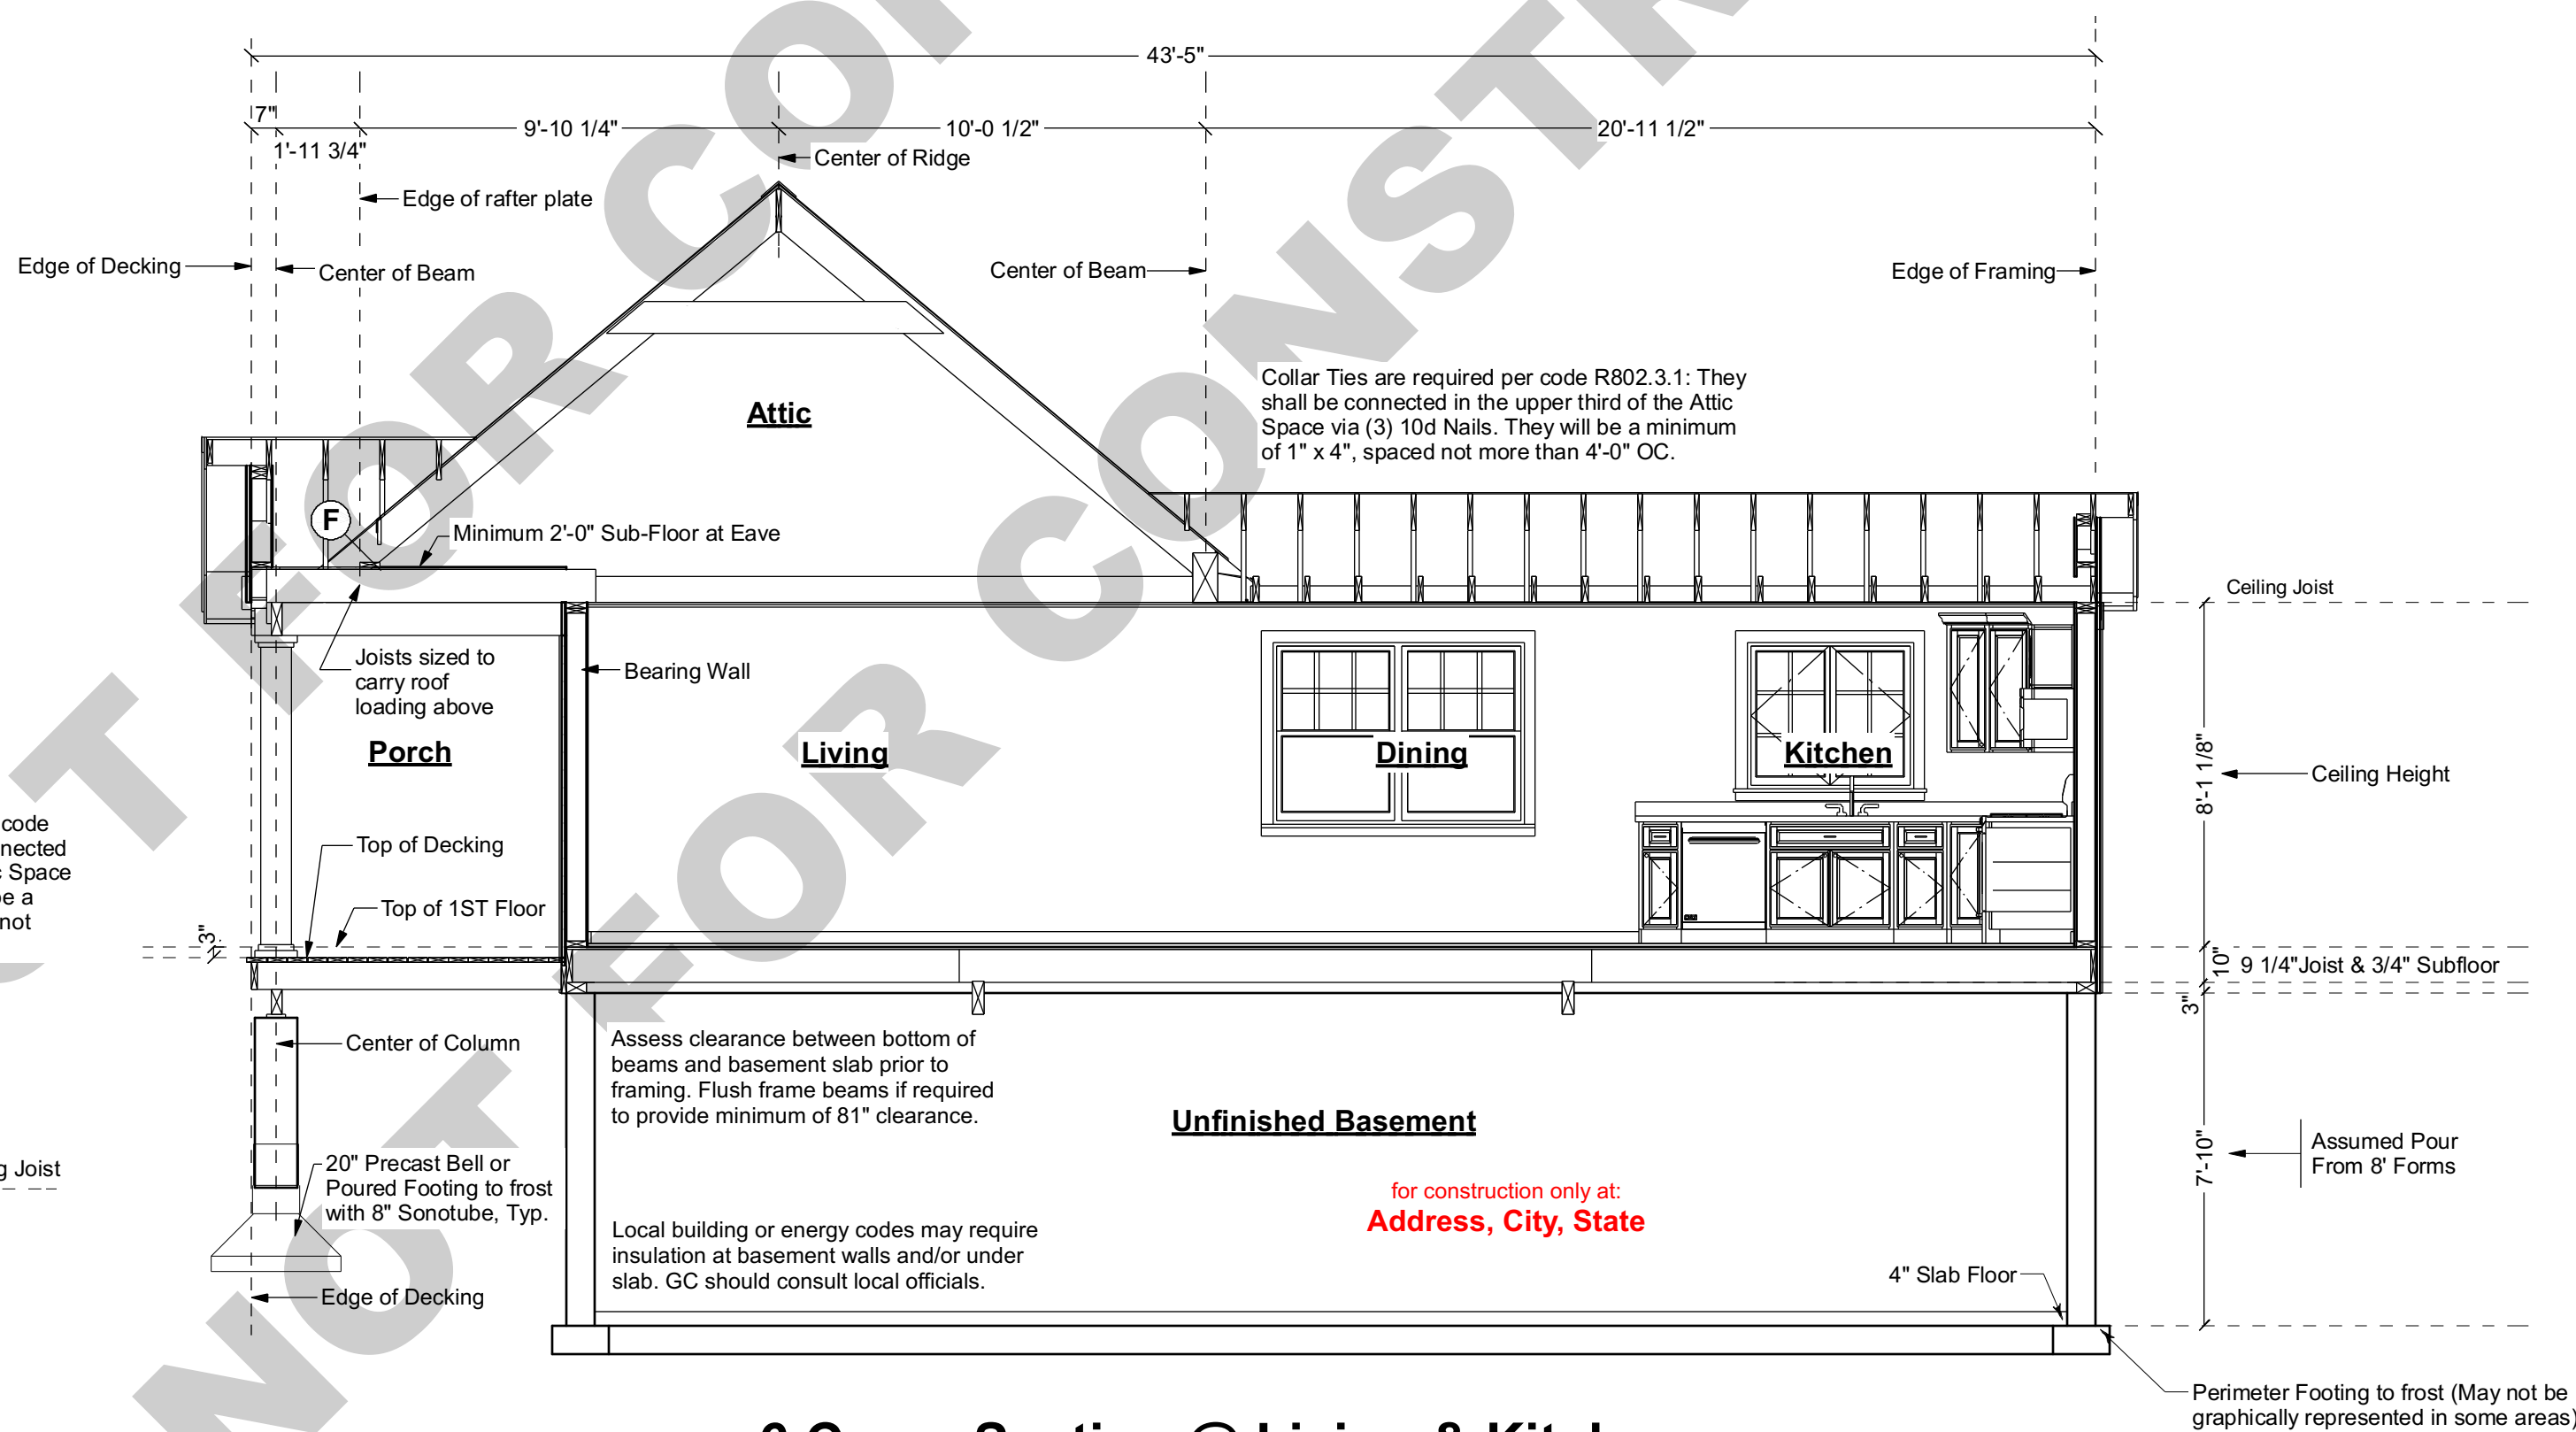 43'-5"
7"
1'-11 3/4"
9'-10 1/4"
10'-0 1/2"
20'-11 1/2"
Center of Ridge
Edge of rafter plate
Edge of Decking
Center of Beam
Center of Beam
Edge of Framing
Collar Ties are required per code R802.3.1: They
shall be connected in the upper third of the Attic
Space via (3) 10d Nails. They will be a minimum
of 1" x 4", spaced not more than 4'-0" OC.
Attic
F
Minimum 2'-0" Sub-Floor at Eave
Ceiling Joist
Joists sized to
carry roof
loading above
Bearing Wall
Porch
Living
Dining
Kitchen
8'-1 1/8"
Ceiling Height
code
nected
Space
be a
not
Top of Decking
Top of 1ST Floor
3"
10"
9 1/4"Joist & 3/4" Subfloor
3"
Center of Column
Assess clearance between bottom of
beams and basement slab prior to
framing. Flush frame beams if required
to provide minimum of 81" clearance.
Unfinished Basement
7'-10"
Assumed Pour
From 8' Forms
g Joist
20" Precast Bell or
Poured Footing to frost
with 8" Sonotube, Typ.
for construction only at:
Address, City, State
Local building or energy codes may require
insulation at basement walls and/or under
slab. GC should consult local officials.
4" Slab Floor
Edge of Decking
Perimeter Footing to frost (May not be
graphically represented in some areas)
Section @ Living &
NOT FOR CONSTR
T FOR CON